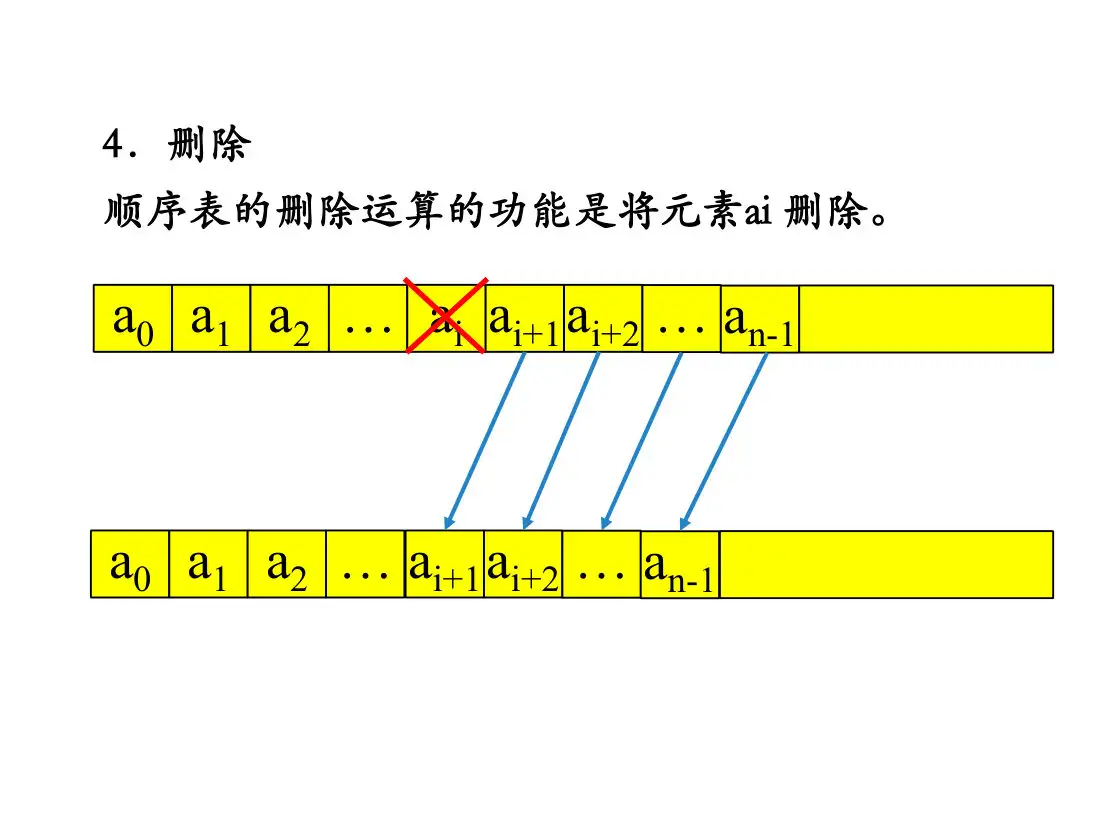 4．删除
顺序表的删除运算的功能是将元素ai 删除。
a0 a1 a2 … ai ai+1 ai+2 … an-1
a0 a1 a2 … ai+1 ai+2 … an-1